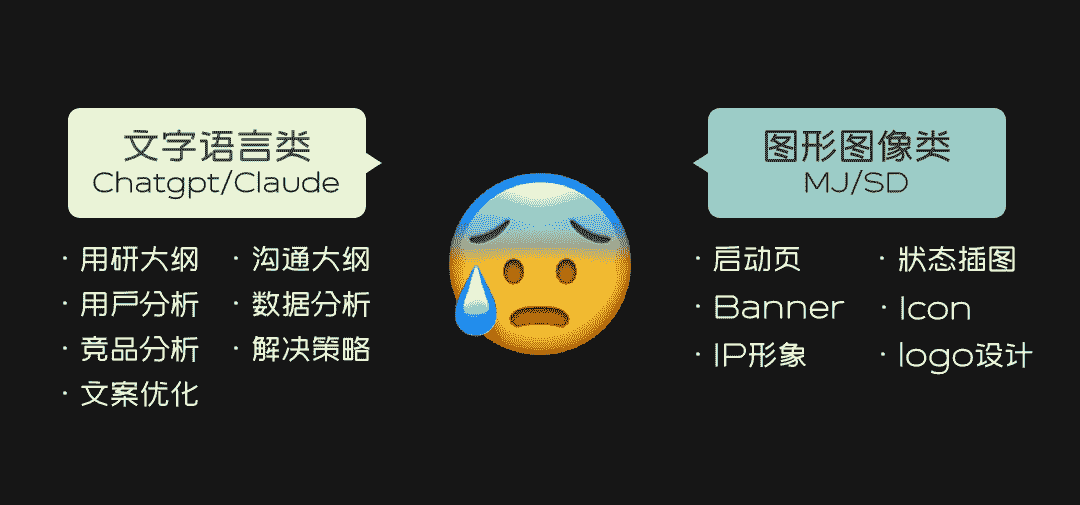 文字语言类
Chatgpt/Claude
· 用研大纲
· 沟通大纲
· 用戶分析
· 数据分析
· 竞品分析
· 解决策略
· 文案优化
图形图像类
MJ/SD
· 启动页
· 狀态插图
· Banner
· Icon
· IP形象
· logo设计